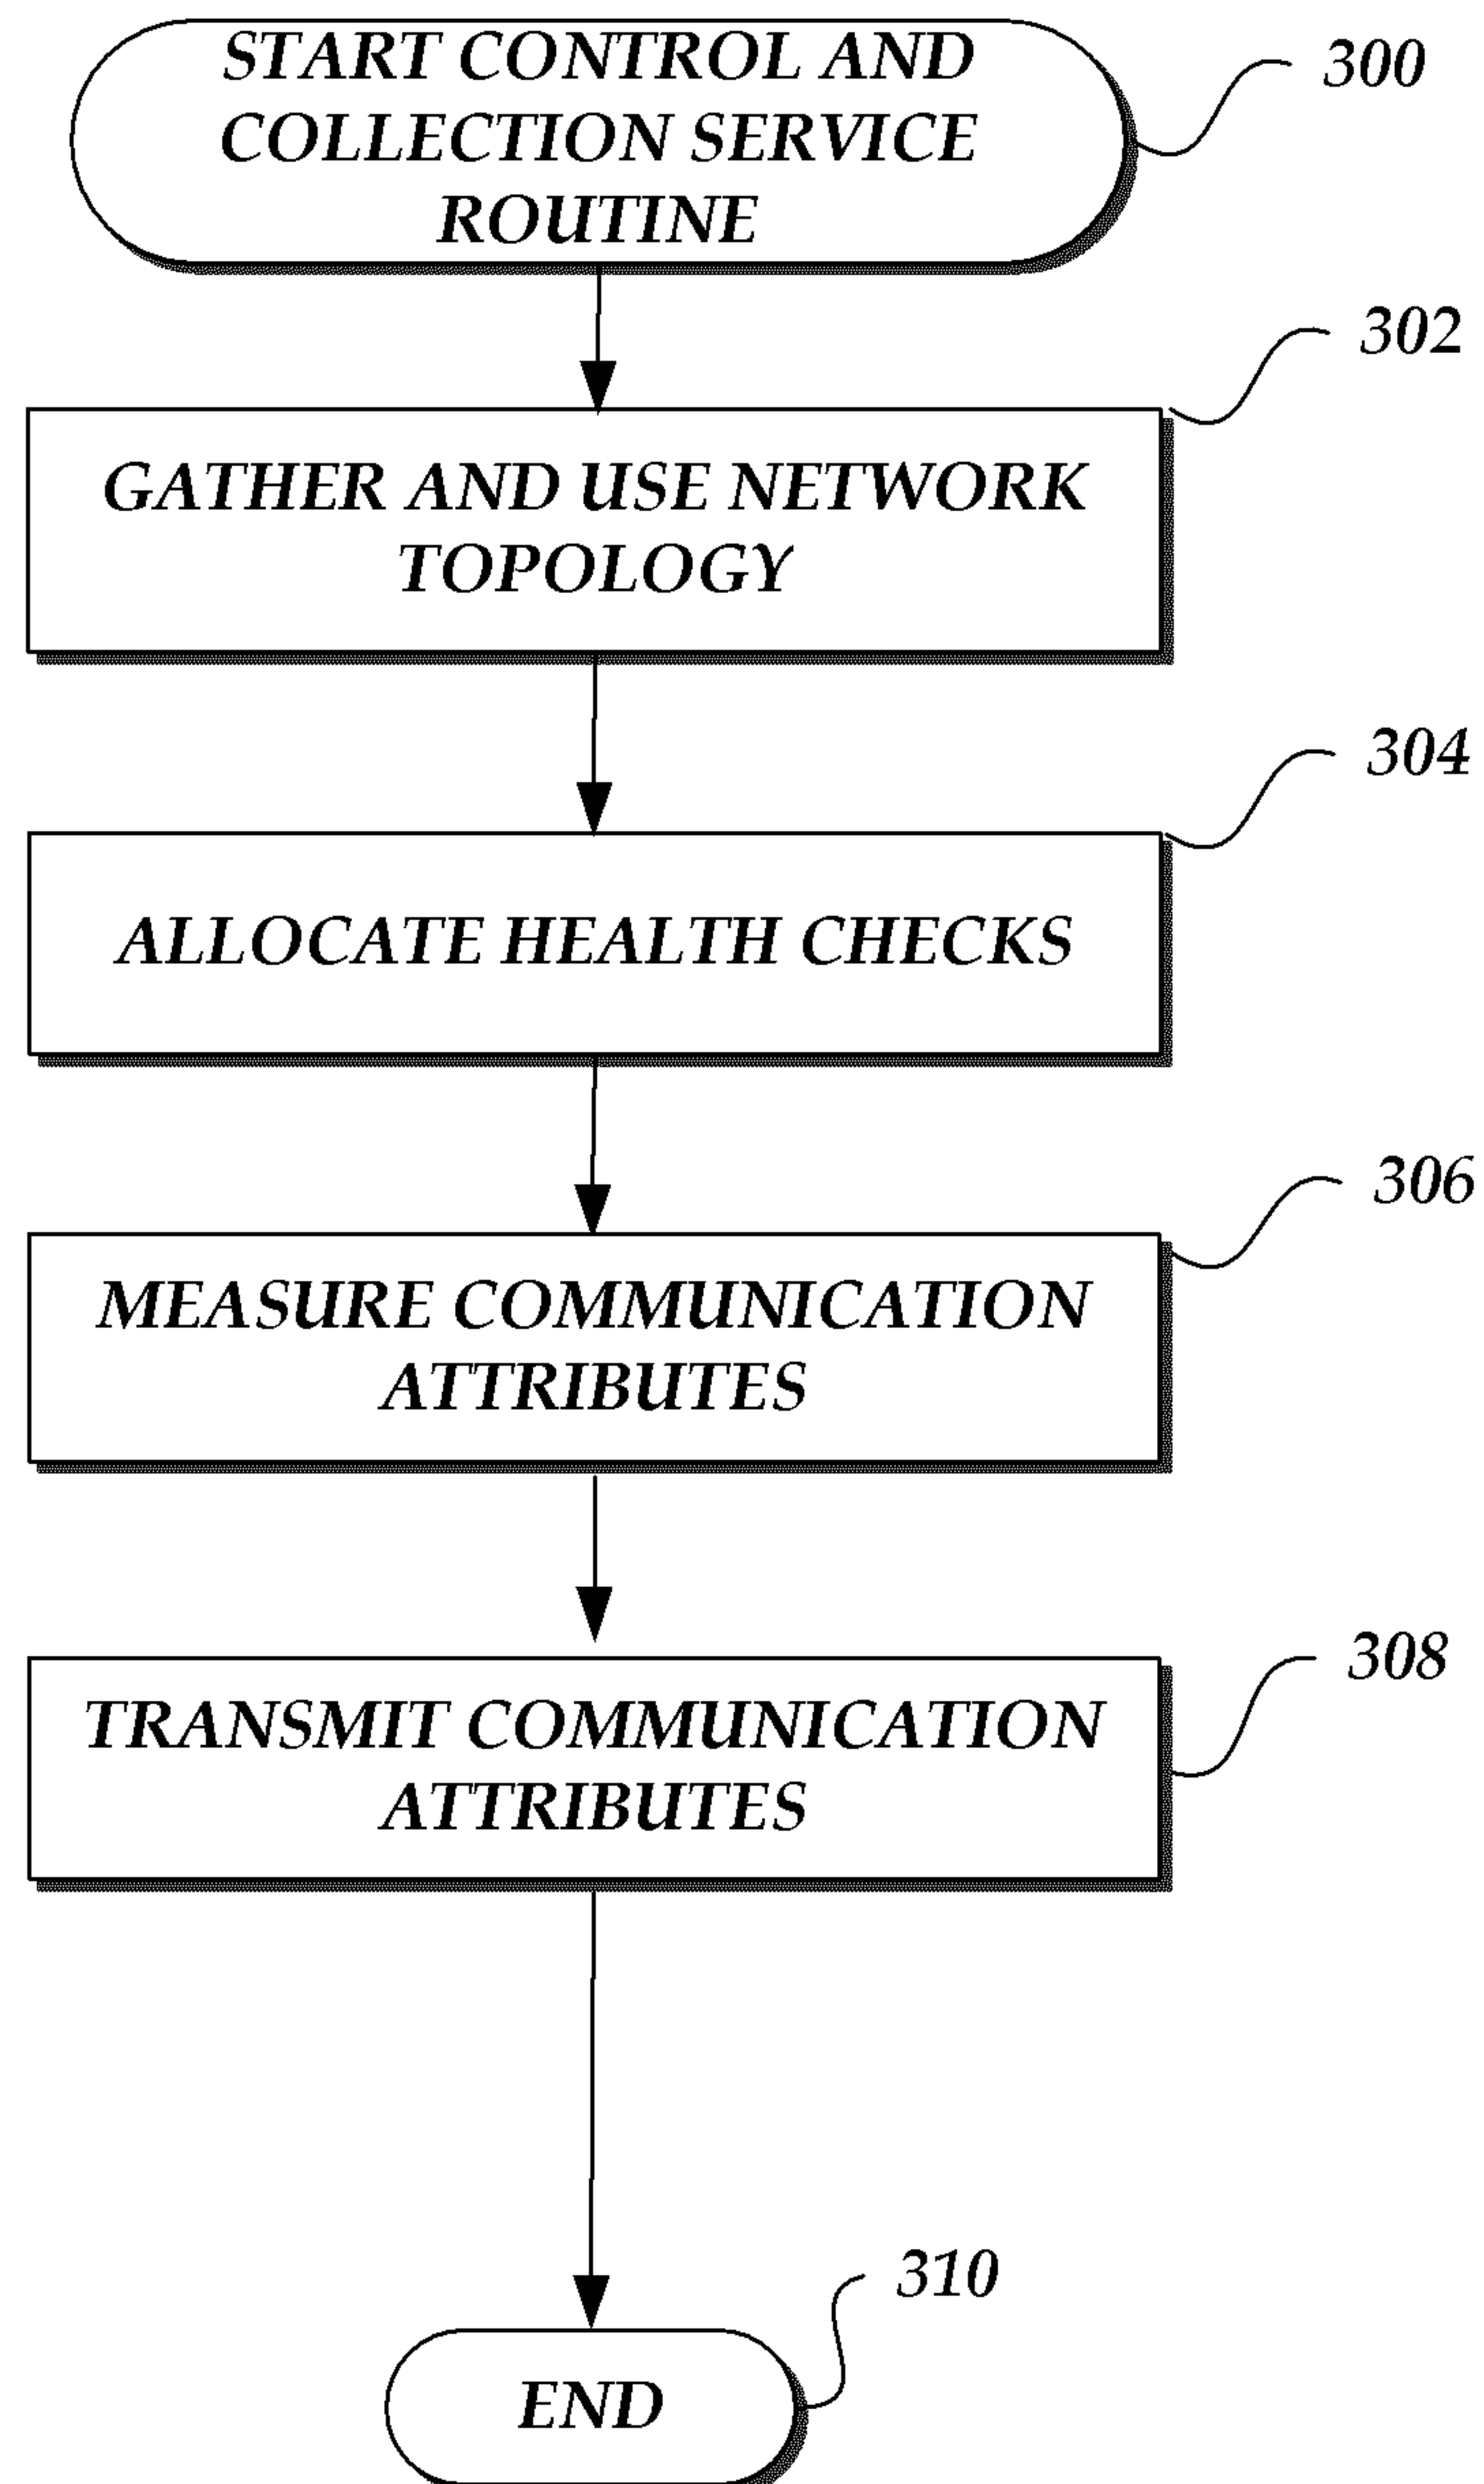 START CONTROL AND
COLLECTION SERVICE
ROUTINE
300
302
GATHER AND USE NETWORK
TOPOLOGY
304
ALLOCATE HEALTH CHECKS
306
MEASURE COMMUNICATION
ATTRIBUTES
308
TRANSMIT COMMUNICATION
ATTRIBUTES
310
END